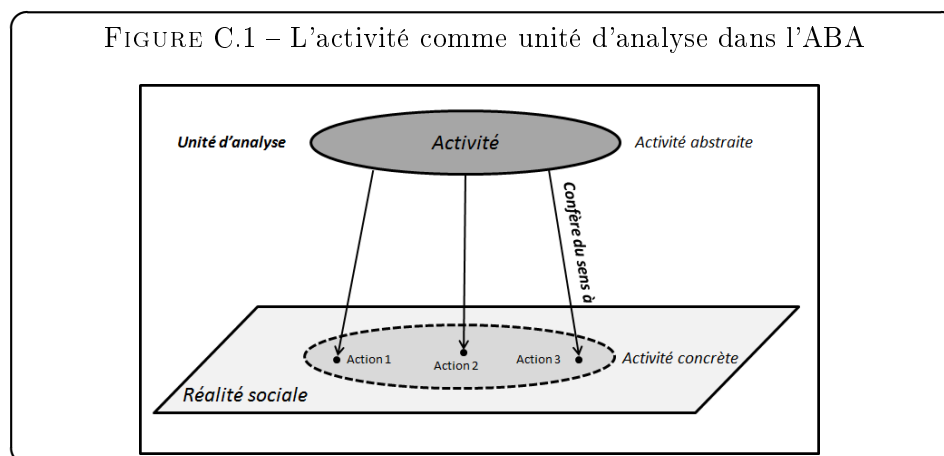 FIGURE C.1 – L'activité comme unité d'analyse dans l'ABA
Unité d'analyse
Activité
Activité abstraite
Confère du sens à
Action 1
Action 2
Action 3
Activité concrète
Réalité sociale